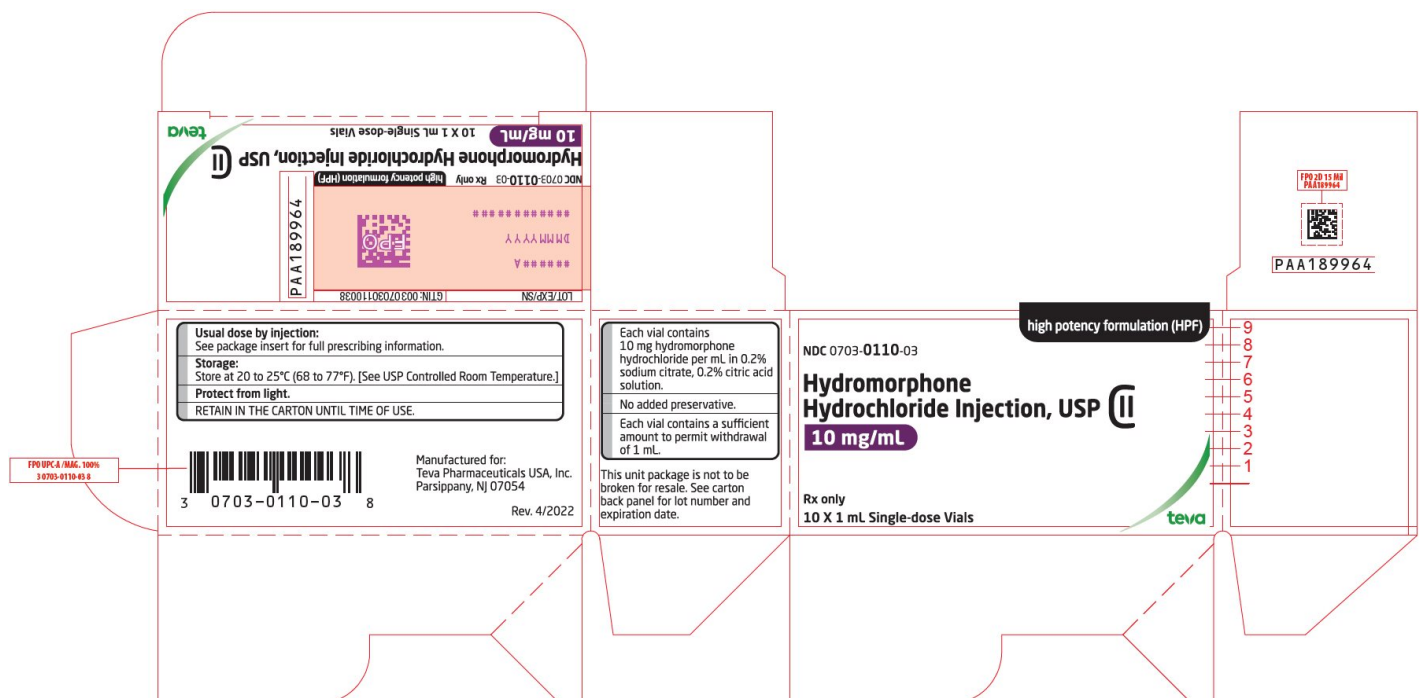 teva
10 X 1 mL Single-dose Vials
10 mg/mL
Hydromorphone Hydrochloride Injection, USP CII
NDC 0703-0110-03 Rx only
high potency formulation (HPF)
PAA189964
FPO
############
DMMMYYYY
######A
GTIN: 00307030110038
LOT/EXP/SN
Usual dose by injection:
See package insert for full prescribing information.
Storage:
Store at 20 to 25°C (68 to 77°F). [See USP Controlled Room Temperature.]
Protect from light.
RETAIN IN THE CARTON UNTIL TIME OF USE.
FPO UPC-A /MAG. 100%
3 0703-0110-03 8
3 0703-0110-03 8
Manufactured for:
Teva Pharmaceuticals USA, Inc.
Parsippany, NJ 07054
Rev. 4/2022
Each vial contains
10 mg hydromorphone
hydrochloride per mL in 0.2%
sodium citrate, 0.2% citric acid
solution.
No added preservative.
Each vial contains a sufficient
amount to permit withdrawal
of 1 mL.
This unit package is not to be
broken for resale. See carton
back panel for lot number and
expiration date.
high potency formulation (HPF)
NDC 0703-0110-03
Hydromorphone
Hydrochloride Injection, USP CII
10 mg/mL
Rx only
10 X 1 mL Single-dose Vials
teva
9
8
7
6
5
4
3
2
1
FPO 2D 15 Mil
PAA189964
PAA189964